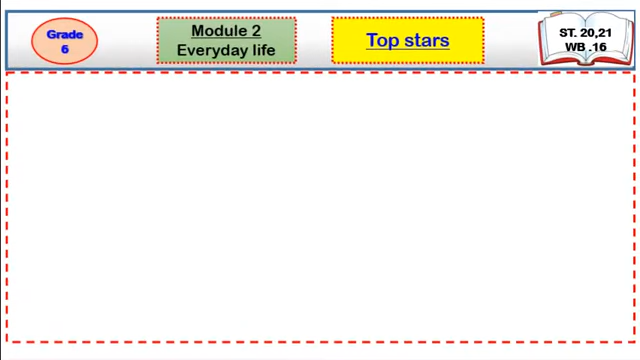 Grade
6
Module 2
Everyday life
Top stars
ST. 20,21
WB .16